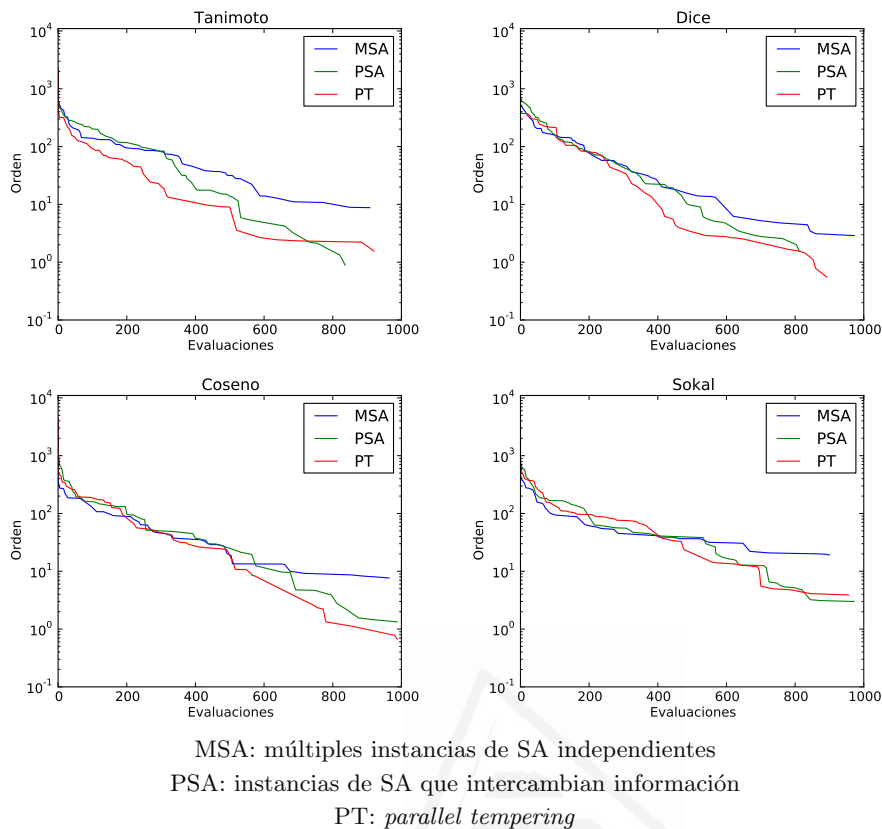 Tanimoto
Orden
10^4
10^3
10^2
10^1
10^0
10^-1
0 200 400 600 800 1000
Evaluaciones
MSA
PSA
PT
Dice
Orden
10^4
10^3
10^2
10^1
10^0
10^-1
0 200 400 600 800 1000
Evaluaciones
MSA
PSA
PT
Coseno
Orden
10^4
10^3
10^2
10^1
10^0
10^-1
0 200 400 600 800 1000
Evaluaciones
MSA
PSA
PT
Sokal
Orden
10^4
10^3
10^2
10^1
10^0
10^-1
0 200 400 600 800 1000
Evaluaciones
MSA
PSA
PT
MSA: múltiples instancias de SA independientes
PSA: instancias de SA que intercambian información
PT: parallel tempering